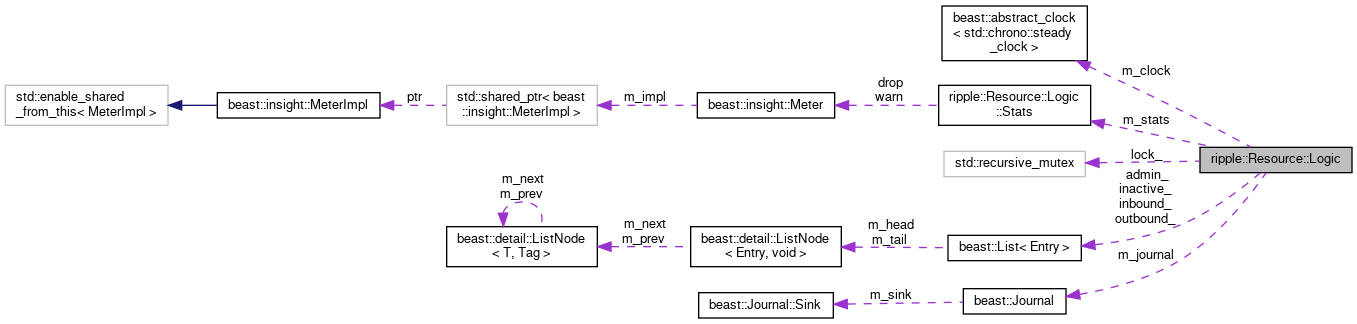 beast::abstract_clock
< std::chrono::steady
_clock >
m_clock
std::enable_shared
_from_this< MeterImpl >
beast::insight::MeterImpl
ptr
std::shared_ptr< beast
::insight::MeterImpl >
m_impl
beast::insight::Meter
drop
warn
ripple::Resource::Logic
::Stats
m_stats
std::recursive_mutex
lock_
ripple::Resource::Logic
admin_
inactive_
inbound_
outbound_
m_next
m_prev
beast::detail::ListNode
< T, Tag >
m_next
m_prev
beast::detail::ListNode
< Entry, void >
m_head
m_tail
beast::List< Entry >
m_journal
beast::Journal::Sink
m_sink
beast::Journal